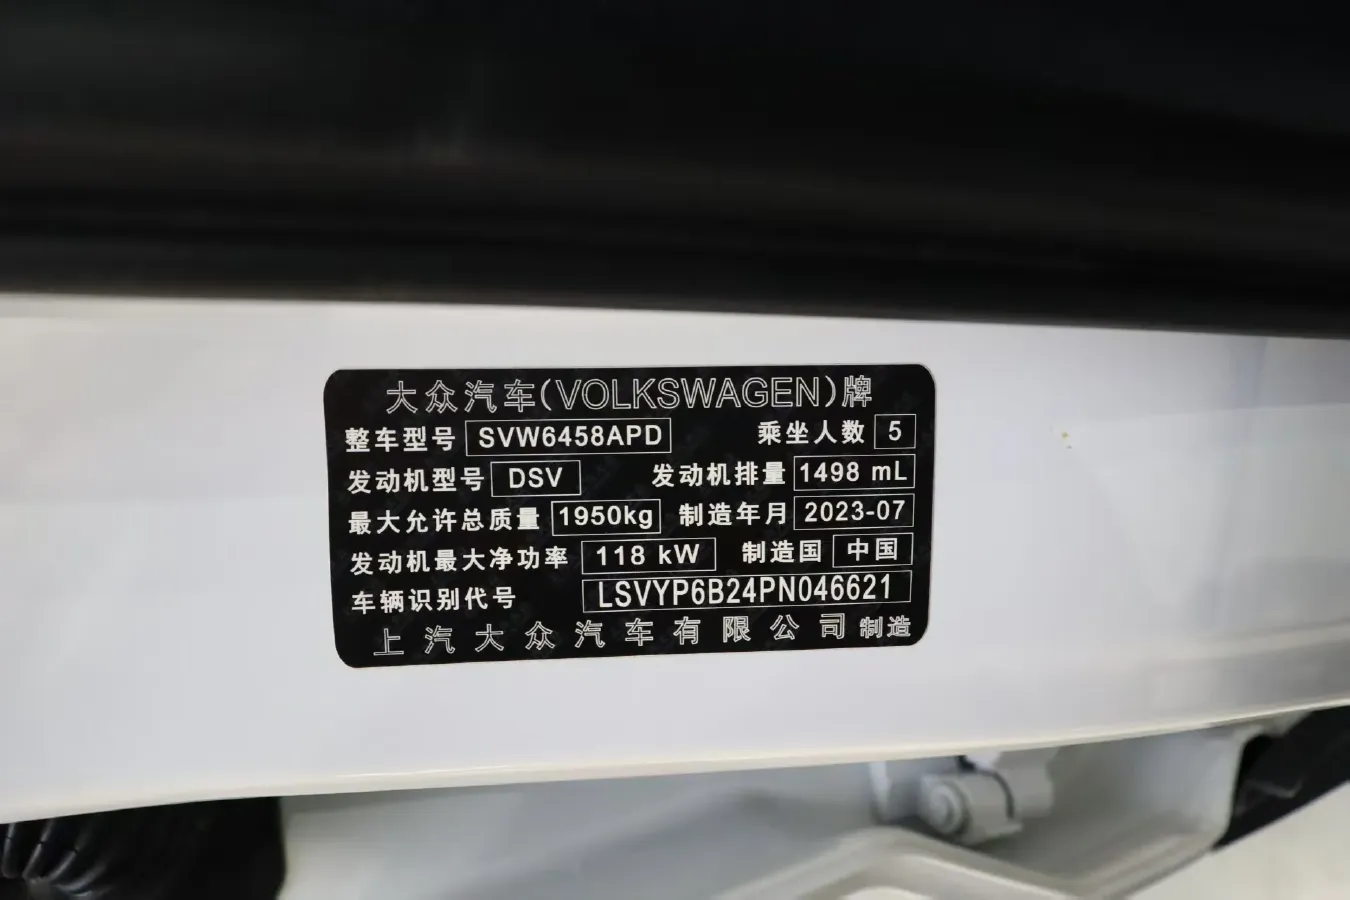 大众汽车(VOLKSWAGEN)牌
整车型号 SVW6458APD 乘坐人数 5
发动机型号 DSV 发动机排量 1498 mL
最大允许总质量 1950kg 制造年月 2023-07
发动机最大净功率 118 kW 制造国 中国
车辆识别代号 LSVYP6B24PN046621
上汽大众汽车有限公司制造